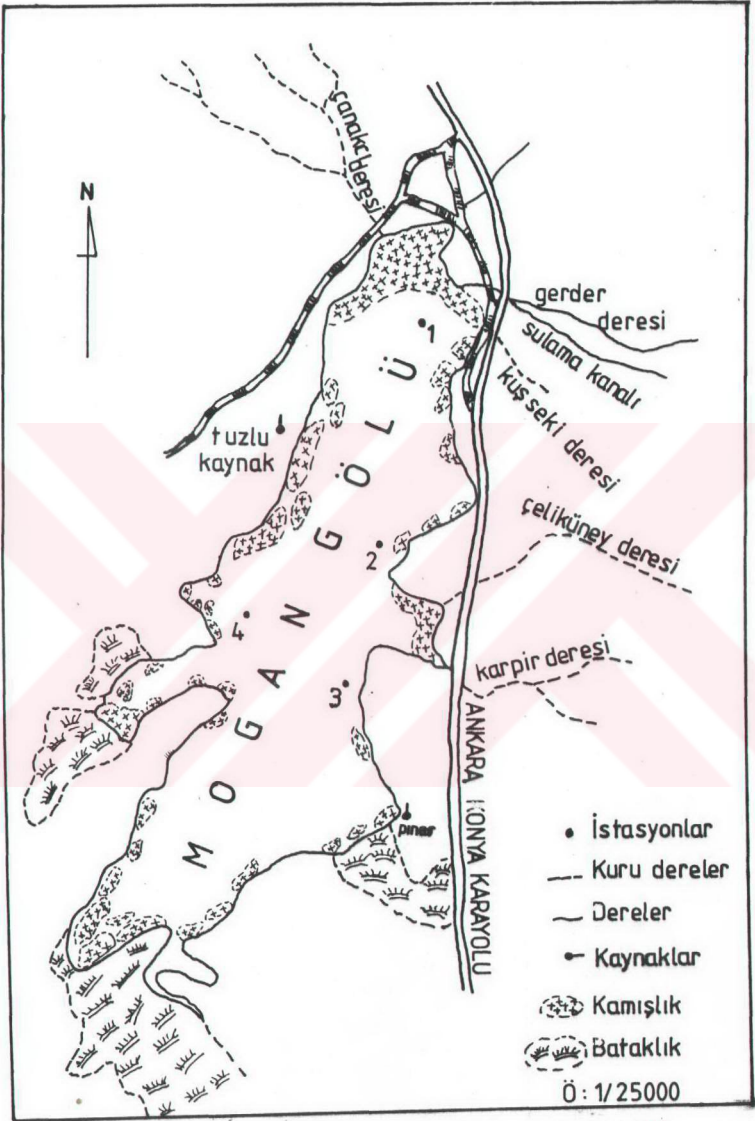 çanakçı deresi
N
gerder
deresi
sulama kanalı
kuşseki deresi
1
tuzlu
kaynak
çeliküney deresi
2
4
karpir deresi
3
MOGAN GÖLÜ
ANKARA KONYA KARAYOLU
pınar
İstasyonlar
Kuru dereler
Dereler
Kaynaklar
Kamışlık
Bataklık
Ö : 1/25000